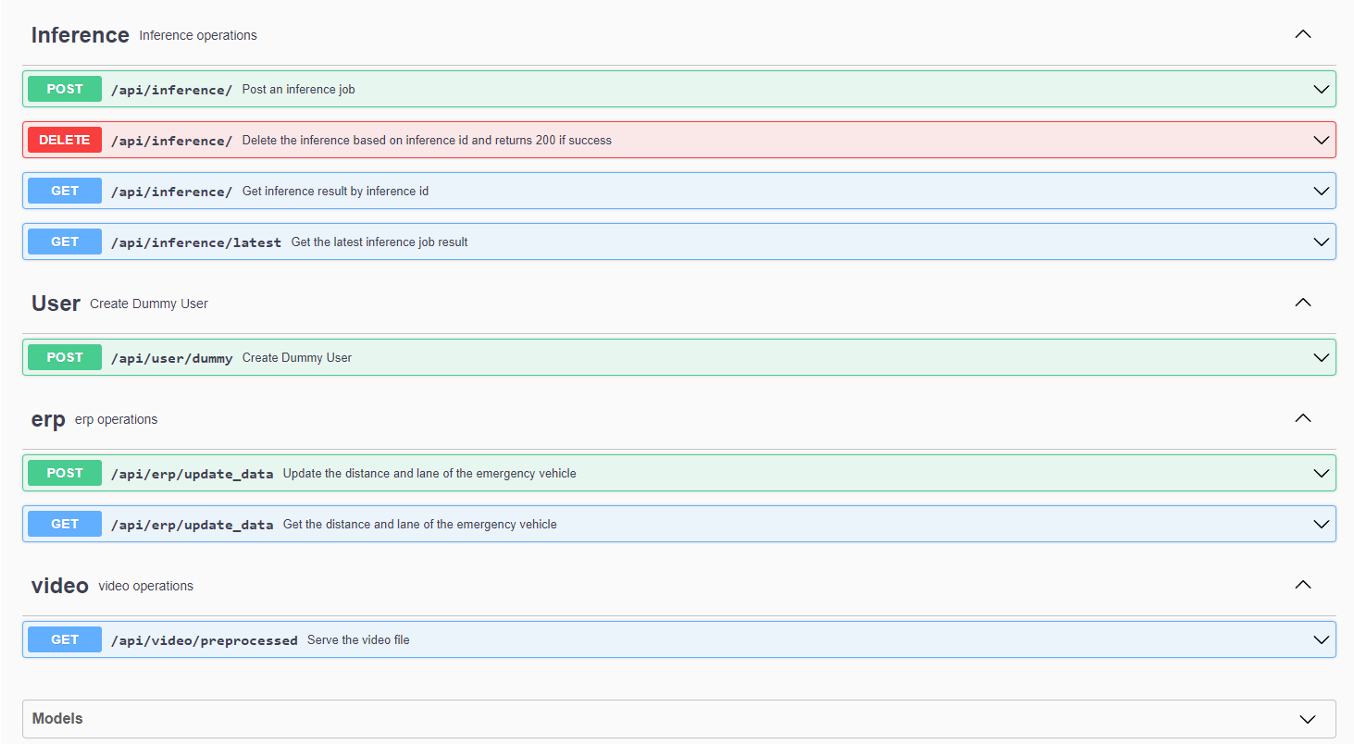 Inference Inference operations
POST /api/inference/ Post an inference job
DELETE /api/inference/ Delete the inference based on inference id and returns 200 if success
GET /api/inference/ Get inference result by inference id
GET /api/inference/latest Get the latest inference job result
User Create Dummy User
POST /api/user/dummy Create Dummy User
erp erp operations
POST /api/erp/update_data Update the distance and lane of the emergency vehicle
GET /api/erp/update_data Get the distance and lane of the emergency vehicle
video video operations
GET /api/video/preprocessed Serve the video file
Models